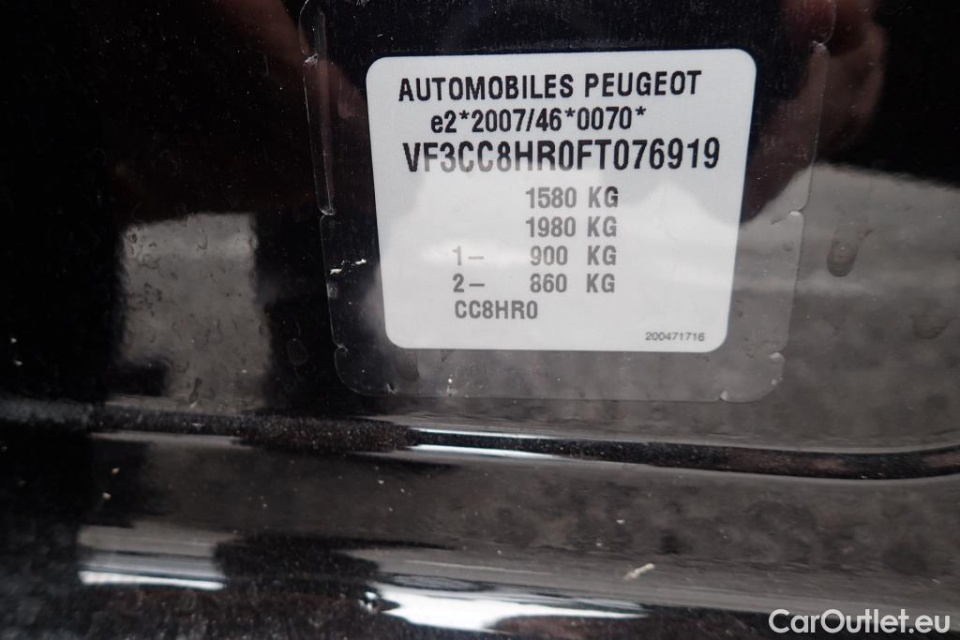 AUTOMOBILES PEUGEOT
e2*2007/46*0070*
VF3CC8HR0FT076919
1580 KG
1980 KG
1– 900 KG
2– 860 KG
CC8HR0
200471716
CarOutlet.eu